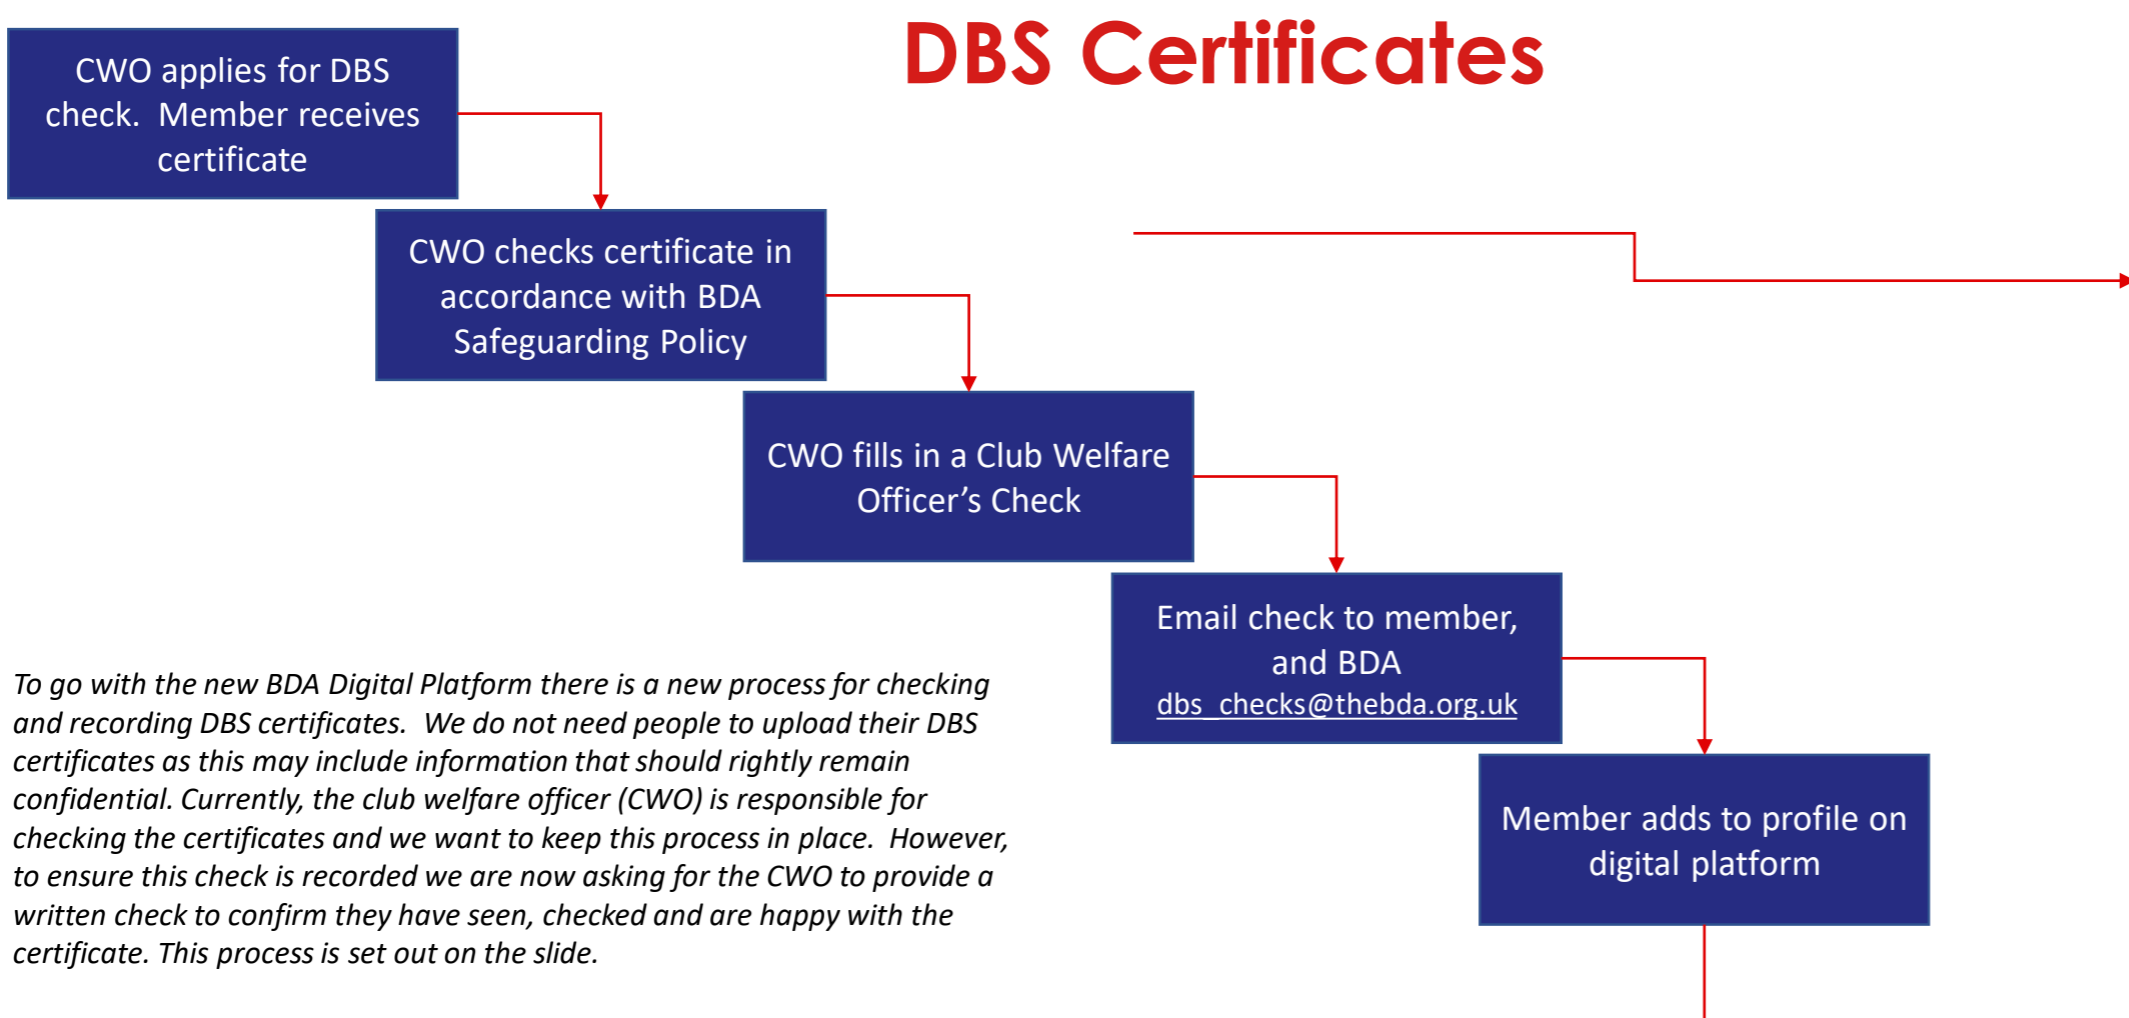 DBS Certificates
CWO applies for DBS
check.  Member receives
certificate
CWO checks certificate in
accordance with BDA
Safeguarding Policy
CWO fills in a Club Welfare
Officer’s Check
Email check to member,
and BDA
dbs_checks@thebda.org.uk
Member adds to profile on
digital platform
To go with the new BDA Digital Platform there is a new process for checking
and recording DBS certificates.  We do not need people to upload their DBS
certificates as this may include information that should rightly remain
confidential. Currently, the club welfare officer (CWO) is responsible for
checking the certificates and we want to keep this process in place.  However,
to ensure this check is recorded we are now asking for the CWO to provide a
written check to confirm they have seen, checked and are happy with the
certificate. This process is set out on the slide.